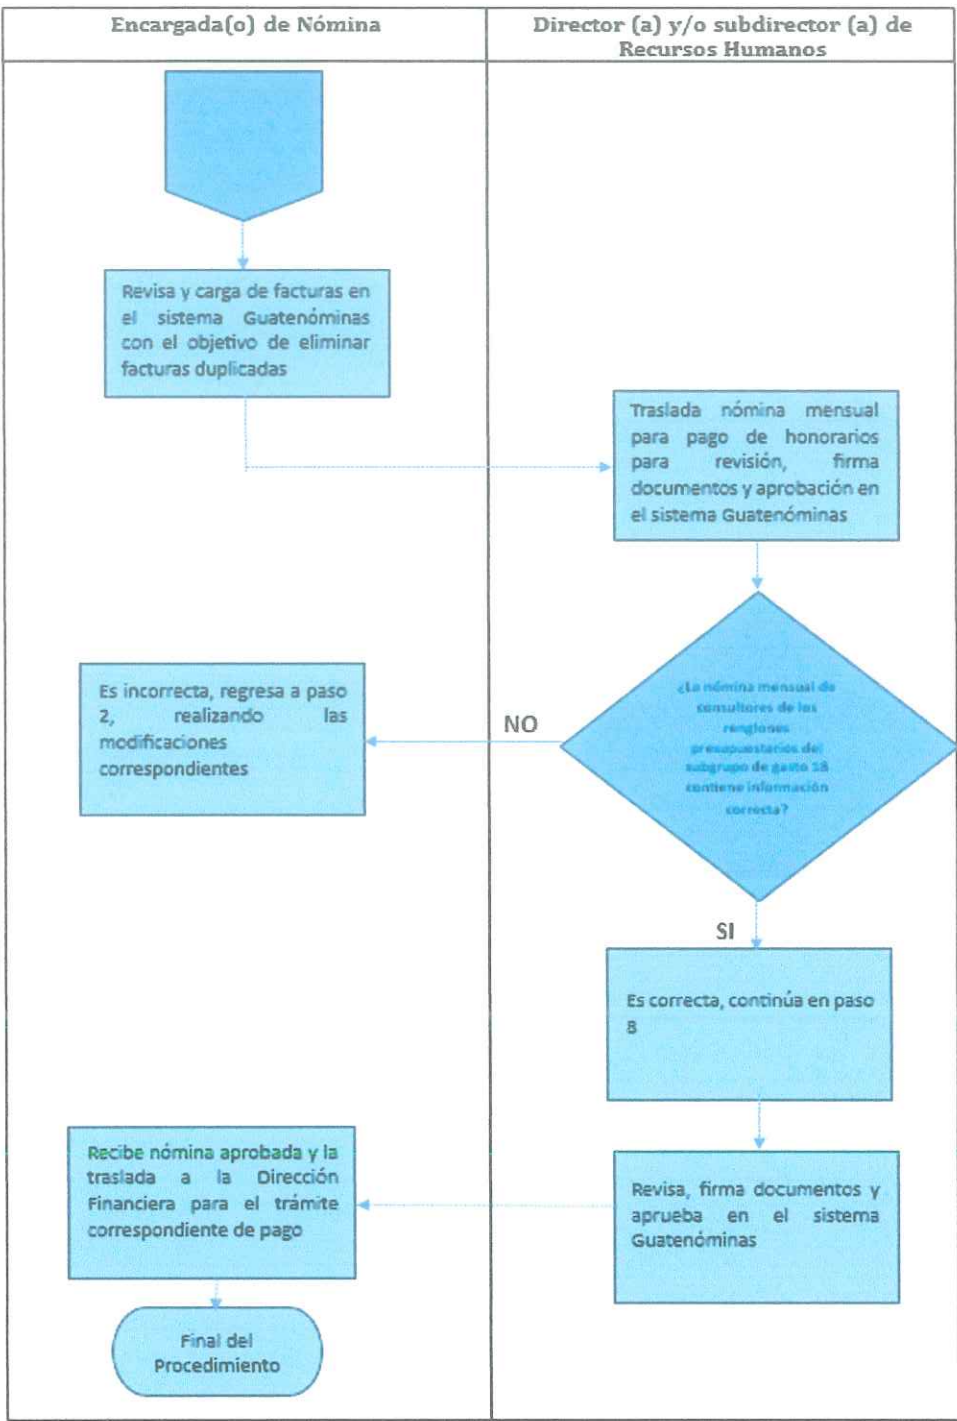 Encargada(o) de Nómina
Director (a) y/o subdirector (a) de
Recursos Humanos
Revisa y carga de facturas en
el sistema Guatenóminas
con el objetivo de eliminar
facturas duplicadas
Traslada nómina mensual
para pago de honorarios
para revisión, firma
documentos y aprobación en
el sistema Guatenóminas
¿La nómina mensual de
consultores de los
renglones
presupuestarios del
subgrupo de gasto 18
contiene información
correcta?
NO
Es incorrecta, regresa a paso
2, realizando las
modificaciones
correspondientes
SI
Es correcta, continúa en paso
8
Revisa, firma documentos y
aprueba en el sistema
Guatenóminas
Recibe nómina aprobada y la
traslada a la Dirección
Financiera para el trámite
correspondiente de pago
Final del
Procedimiento